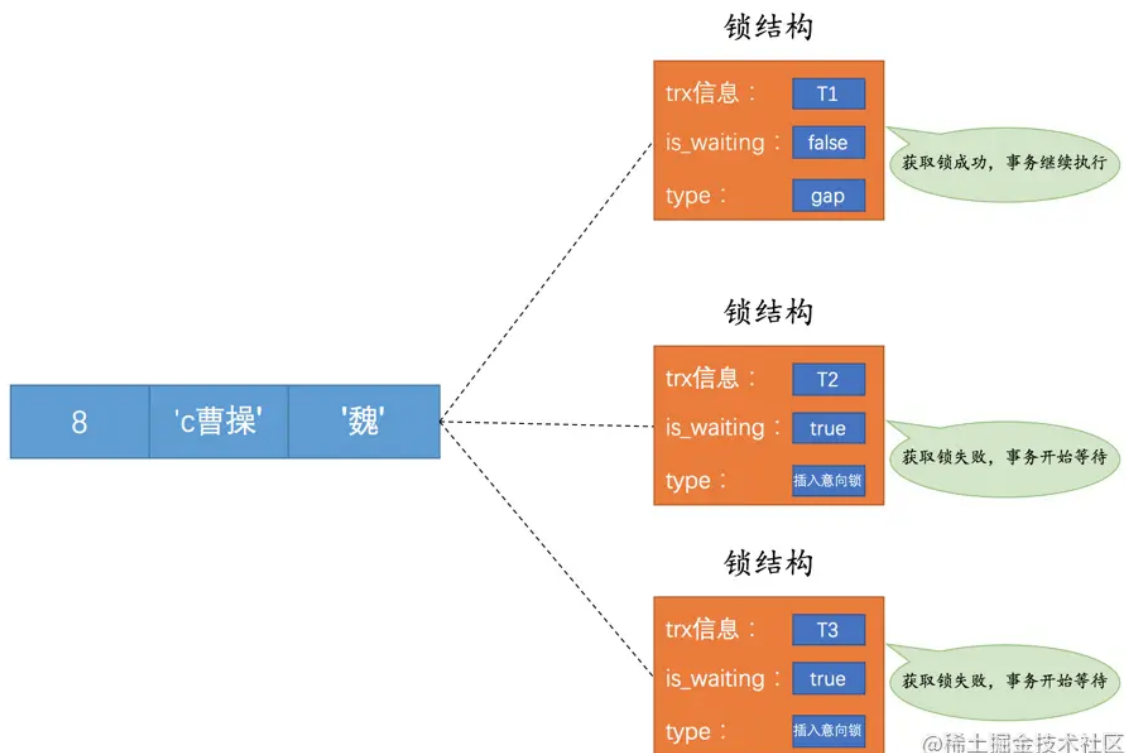 锁结构
trx信息：
T1
is_waiting：
false
type：
gap
获取锁成功，事务继续执行
8
'c曹操'
'魏'
锁结构
trx信息：
T2
is_waiting：
true
type：
插入意向锁
获取锁失败，事务开始等待
锁结构
trx信息：
T3
is_waiting：
true
type：
插入意向锁
获取锁失败，事务开始等待
@稀土掘金技术社区